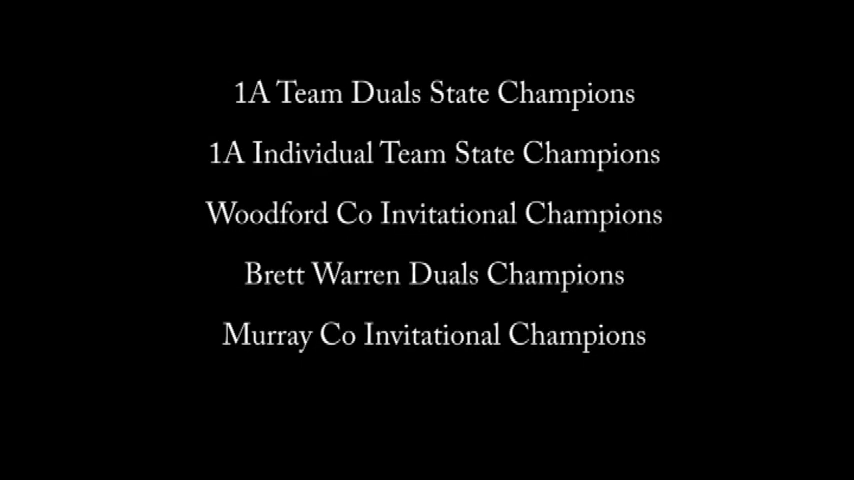 1A Team Duals State Champions
1A Individual Team State Champions
Woodford Co Invitational Champions
Brett Warren Duals Champions
Murray Co Invitational Champions